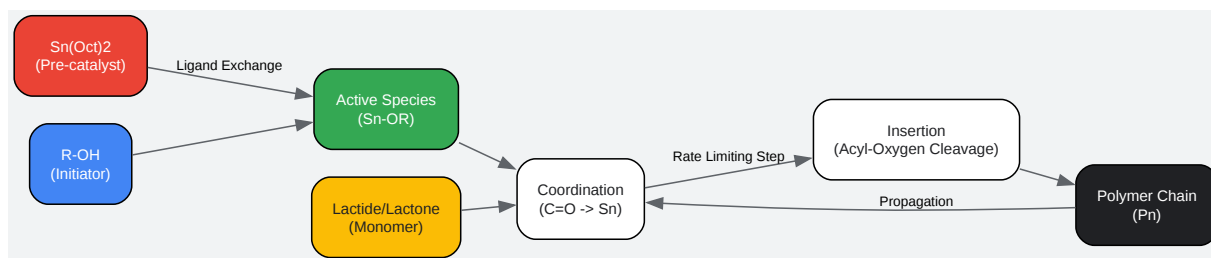 Sn(Oct)2
(Pre-catalyst)
Ligand Exchange
R-OH
(Initiator)
Active Species
(Sn-OR)
Lactide/Lactone
(Monomer)
Coordination
(C=O -> Sn)
Rate Limiting Step
Insertion
(Acyl-Oxygen Cleavage)
Propagation
Polymer Chain
(Pn)